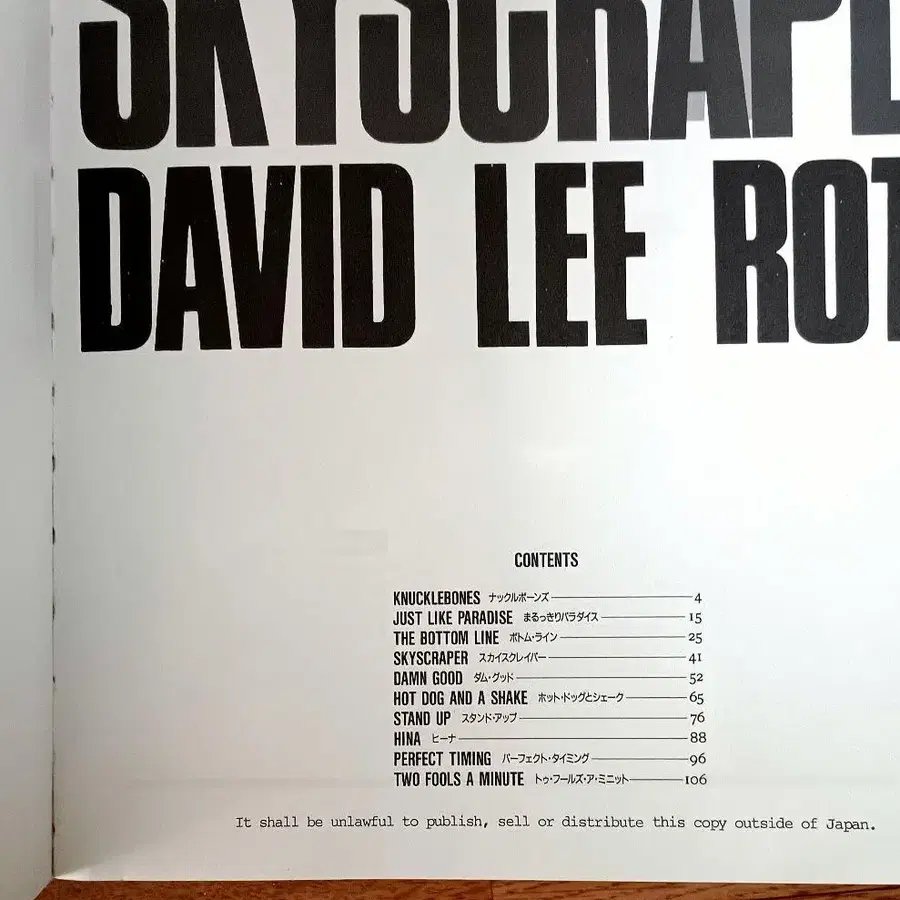 SKYSCRAPE
DAVID LEE ROT
CONTENTS
KNUCKLEBONES ナックルボーンズ 4
JUST LIKE PARADISE まるっきりパラダイス 15
THE BOTTOM LINE ボトム・ライン 25
SKYSCRAPER スカイスクレイパー 41
DAMN GOOD ダム・グッド 52
HOT DOG AND A SHAKE ホット・ドッグとシェーク 65
STAND UP スタンド・アップ 76
HINA ヒーナ 88
PERFECT TIMING パーフェクト・タイミング 96
TWO FOOLS A MINUTE トゥ・フールズ・ア・ミニット 106
It shall be unlawful to publish, sell or distribute this copy outside of Japan.